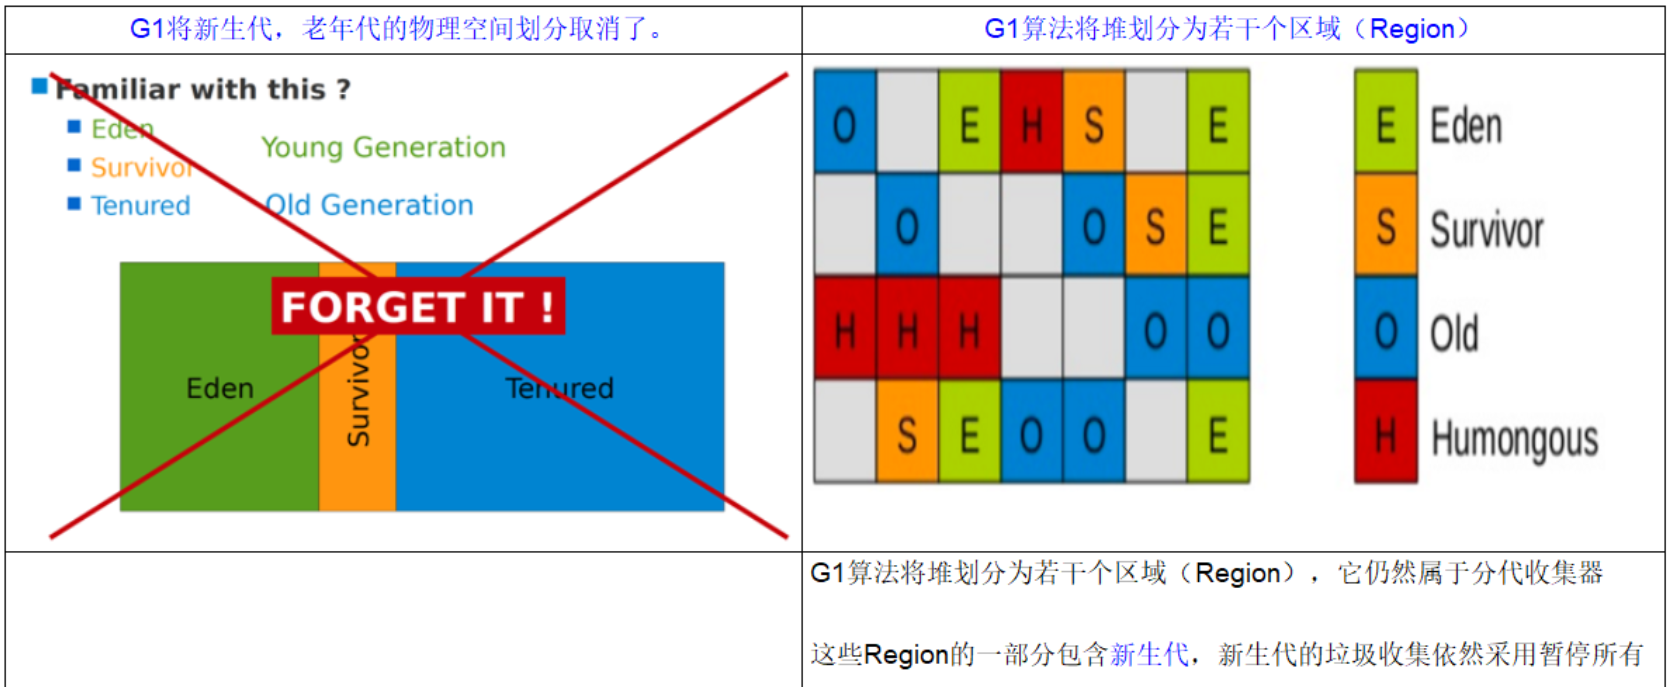 G1将新生代，老年代的物理空间划分取消了。
G1算法将堆划分为若干个区域（Region）
Familiar with this ?
Eden
Survivor
Tenured
Young Generation
Old Generation
FORGET IT !
Eden
Survivor
Tenured
O E H S E
O O S E
H H H O O
S E O O E
E Eden
S Survivor
O Old
H Humongous
G1算法将堆划分为若干个区域（Region），它仍然属于分代收集器
这些Region的一部分包含新生代，新生代的垃圾收集依然采用暂停所有